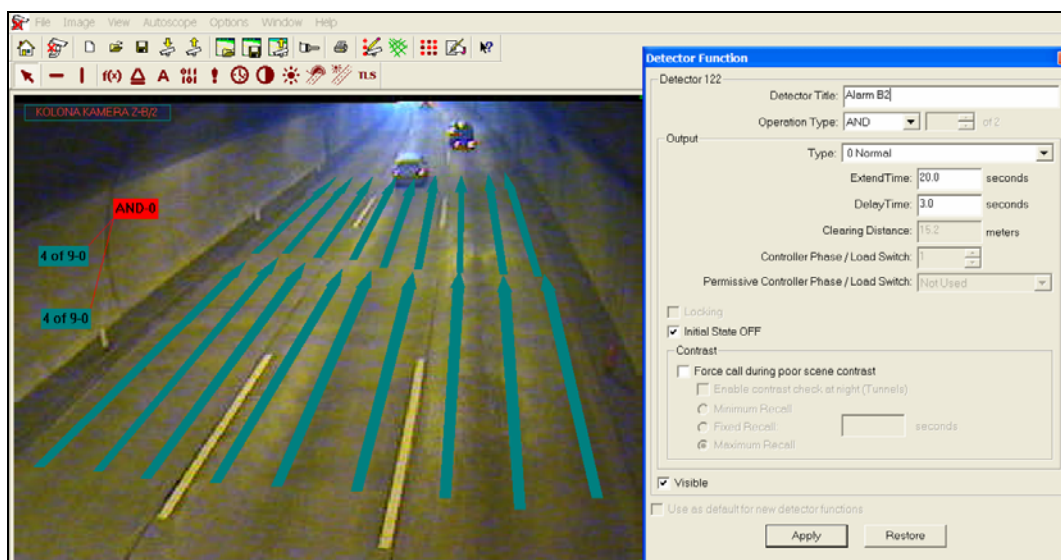 File Image View Autoscope Options Window Help
f(x) A TLS
KOLONA KAMERA Z-B/2
AND-0
4 of 9-0
4 of 9-0
Detector Function
Detector 122
Detector Title: Alarm B2
Operation Type: AND of 2
Output
Type: 0 Normal
ExtendTime: 20.0 seconds
DelayTime: 3.0 seconds
Clearing Distance: 15.2 meters
Controller Phase / Load Switch: 1
Permissive Controller Phase / Load Switch: Not Used
Locking
Initial State OFF
Contrast
Force call during poor scene contrast
Enable contrast check at night (Tunnels)
Minimum Recall
Fixed Recall: seconds
Maximum Recall
Visible
Use as default for new detector functions
Apply Restore